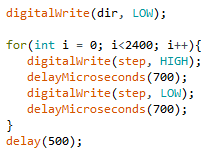 digitalWrite(dir, LOW);
for(int i = 0; i<2400; i++){
digitalWrite(step, HIGH);
delayMicroseconds(700);
digitalWrite(step, LOW);
delayMicroseconds(700);
}
delay(500);